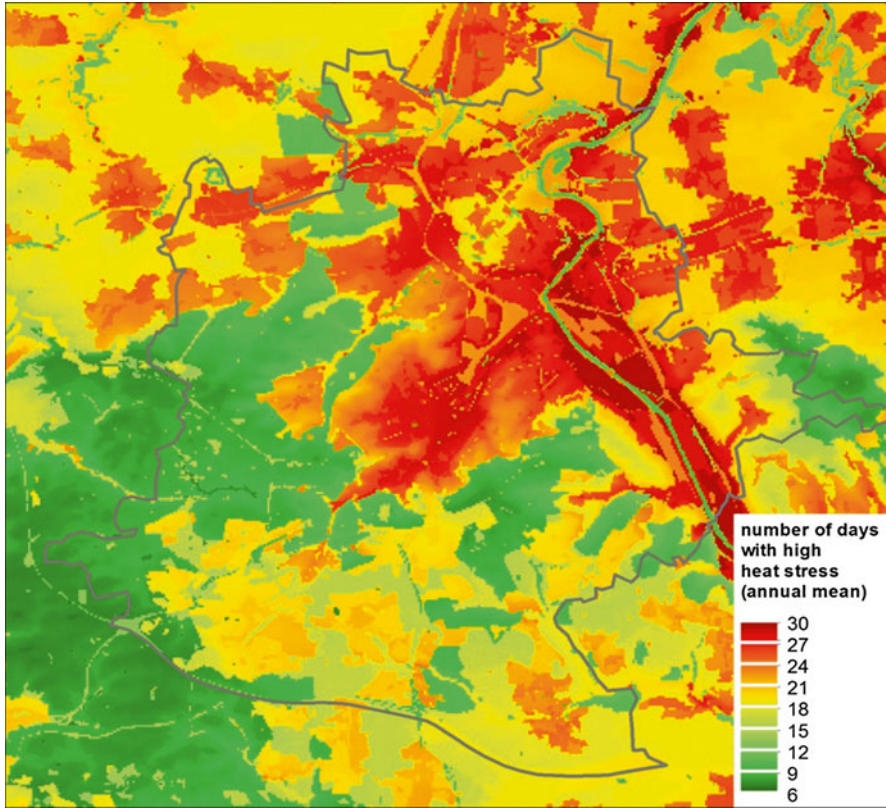 number of days
with high
heat stress
(annual mean)
30
27
24
21
18
15
12
9
6